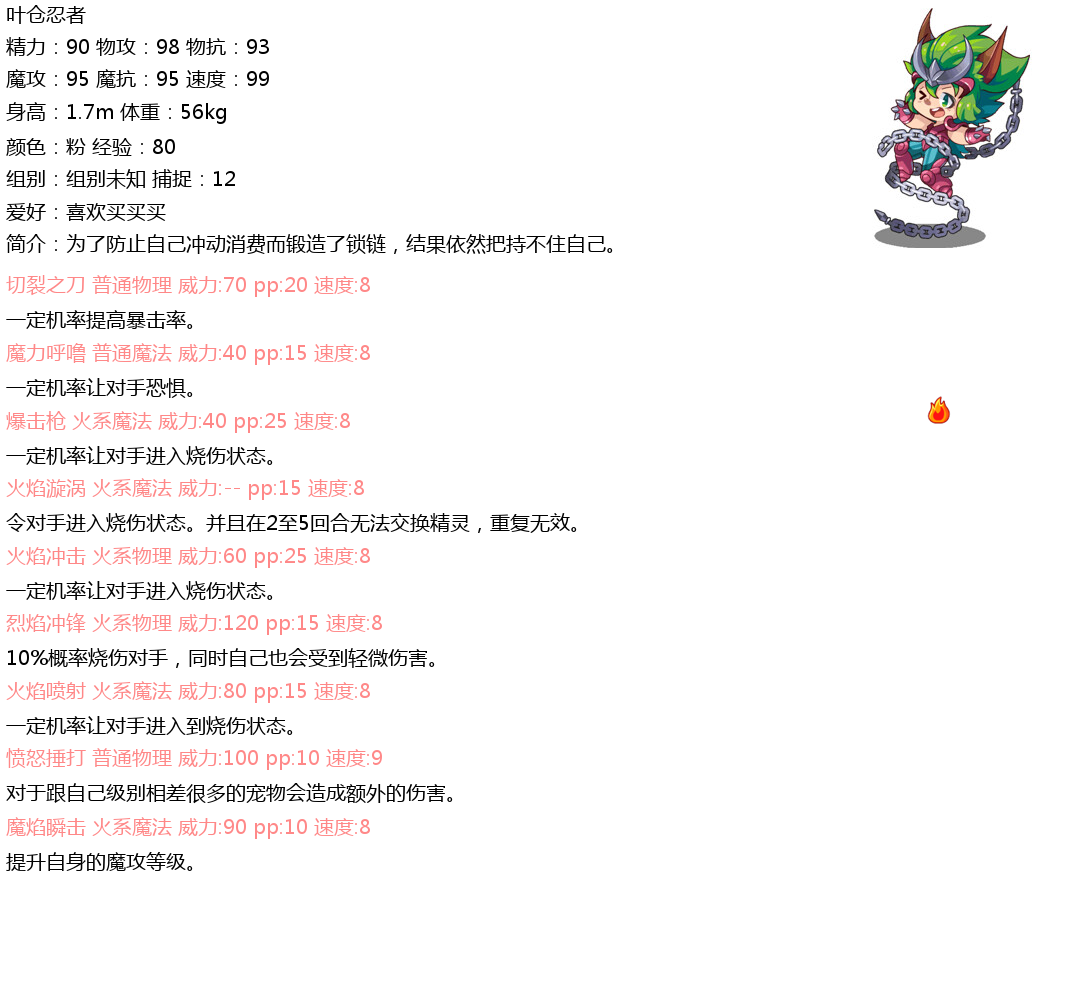 叶仓忍者
精力：90 物攻：98 物抗：93
魔攻：95 魔抗：95 速度：99
身高：1.7m 体重：56kg
颜色：粉 经验：80
组别：组别未知 捕捉：12
爱好：喜欢买买买
简介：为了防止自己冲动消费而锻造了锁链，结果依然把持不住自己。
切裂之刀 普通物理 威力:70 pp:20 速度:8
一定机率提高暴击率。
魔力呼噜 普通魔法 威力:40 pp:15 速度:8
一定机率让对手恐惧。
爆击枪 火系魔法 威力:40 pp:25 速度:8
一定机率让对手进入烧伤状态。
火焰漩涡 火系魔法 威力:-- pp:15 速度:8
令对手进入烧伤状态。并且在2至5回合无法交换精灵，重复无效。
火焰冲击 火系物理 威力:60 pp:25 速度:8
一定机率让对手进入烧伤状态。
烈焰冲锋 火系物理 威力:120 pp:15 速度:8
10%概率烧伤对手，同时自己也会受到轻微伤害。
火焰喷射 火系魔法 威力:80 pp:15 速度:8
一定机率让对手进入到烧伤状态。
愤怒捶打 普通物理 威力:100 pp:10 速度:9
对于跟自己级别相差很多的宠物会造成额外的伤害。
魔焰瞬击 火系魔法 威力:90 pp:10 速度:8
提升自身的魔攻等级。